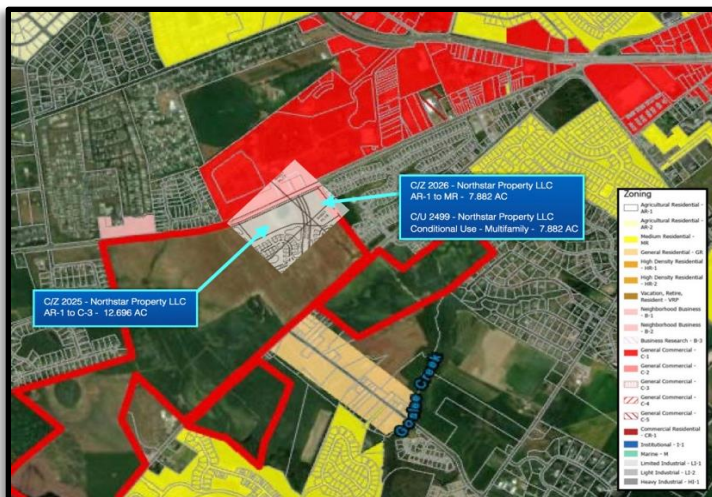 C/Z 2026 - Northstar Property LLC
AR-1 to MR - 7.882 AC
C/U 2499 - Northstar Property LLC
Conditional Use - Multifamily - 7.882 AC
C/Z 2025 - Northstar Property LLC
AR-1 to C-3 - 12.696 AC
Goslee Creek
Zoning
Agricultural Residential -
AR-1
Agricultural Residential -
AR-2
Medium Residential -
MR
General Residential - GR
High Density Residential
- HR-1
High Density Residential
- HR-2
Vacation, Retire,
Resident - VRP
Neighborhood Business
- B-1
Neighborhood Business
- B-2
Business Research - B-3
General Commercial -
C-1
General Commercial -
C-2
General Commercial -
C-3
General Commercial -
C-4
General Commercial -
C-5
Commercial Residential
- CR-1
Institutional - I-1
Marine - M
Limited Industrial - LI-1
Light Industrial - LI-2
Heavy Industrial - HI-1